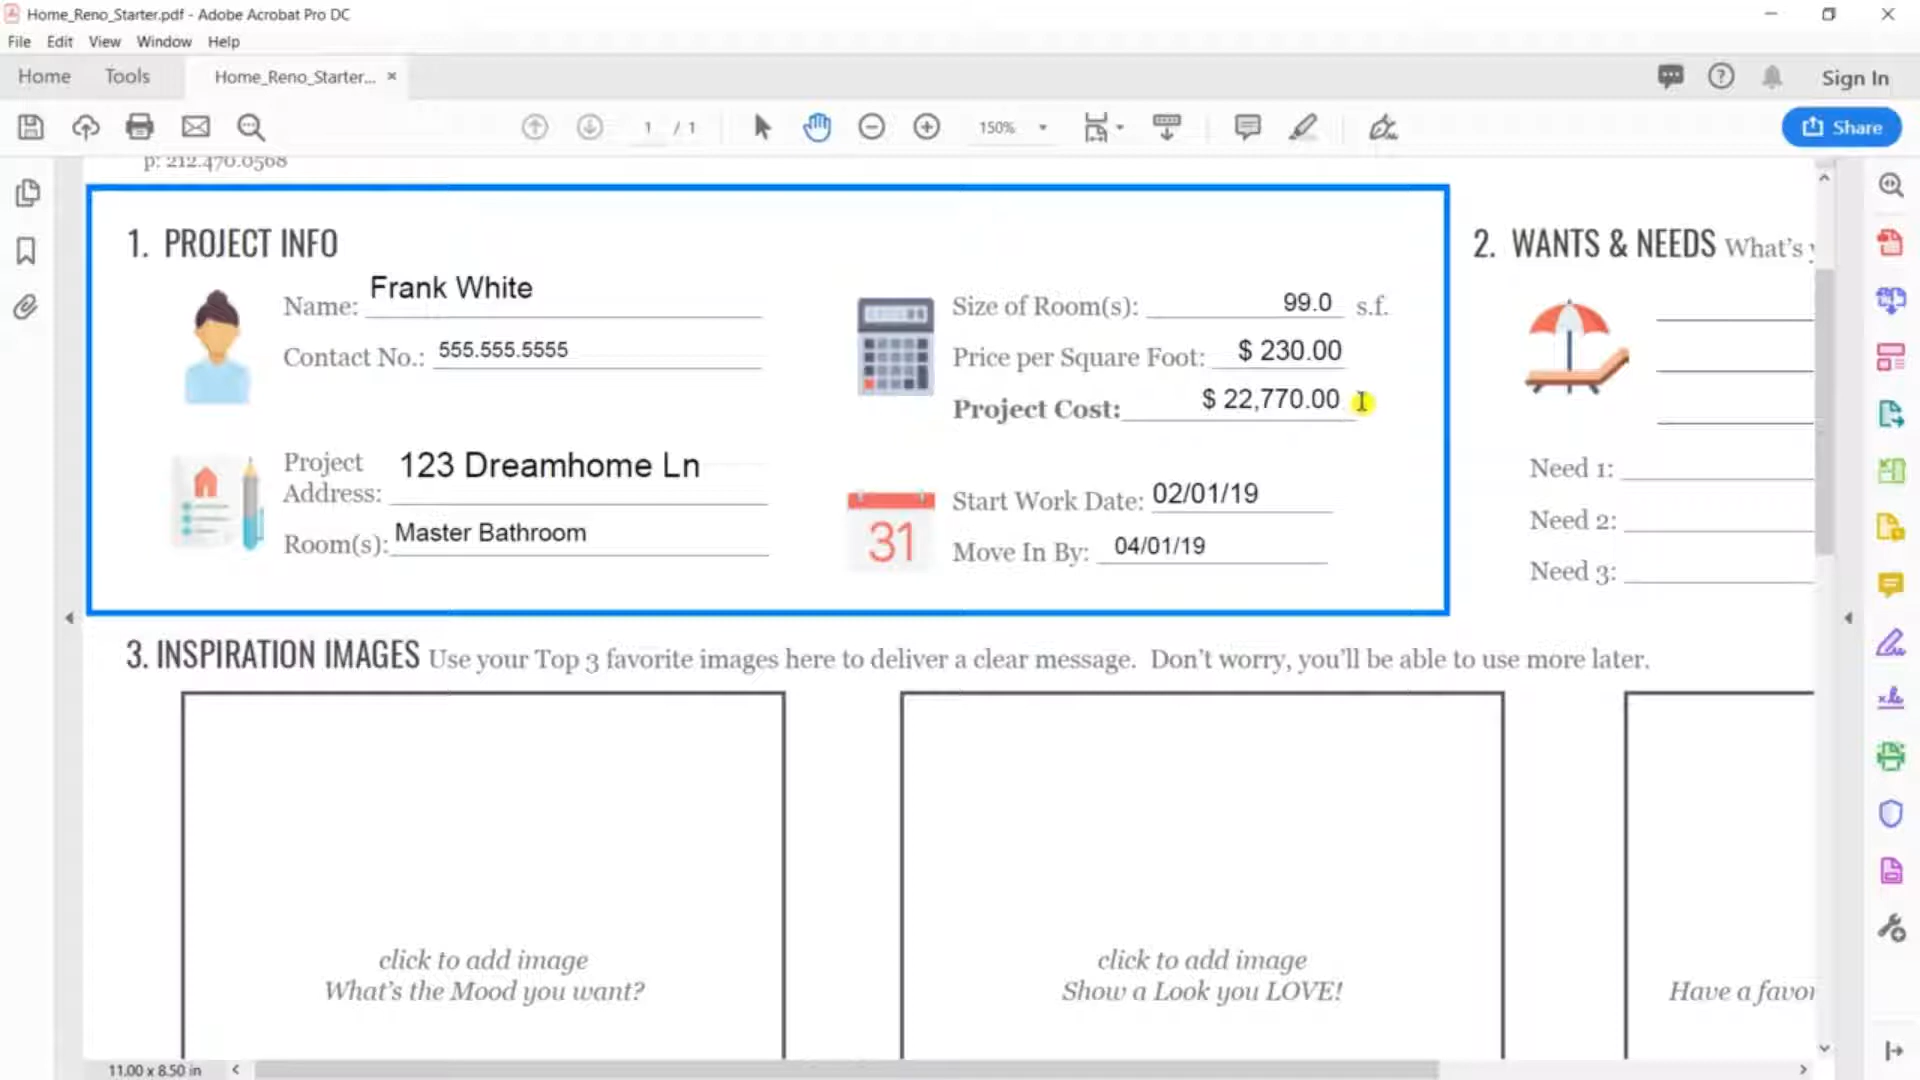 Home_Reno_Starter.pdf - Adobe Acrobat Pro DC
File Edit View Window Help
Home Tools Home_Reno_Starter... × Sign In
1 / 1 150% Share
p: 212.470.0568
1. PROJECT INFO
Name: Frank White
Contact No.: 555.555.5555
Project Address: 123 Dreamhome Ln
Room(s): Master Bathroom
Size of Room(s): 99.0 s.f.
Price per Square Foot: $ 230.00
Project Cost: $ 22,770.00
31
Start Work Date: 02/01/19
Move In By: 04/01/19
2. WANTS & NEEDS What's
Need 1:
Need 2:
Need 3:
3. INSPIRATION IMAGES Use your Top 3 favorite images here to deliver a clear message. Don't worry, you'll be able to use more later.
click to add image
What's the Mood you want?
click to add image
Show a Look you LOVE!
Have a
11.00 x 8.50 in